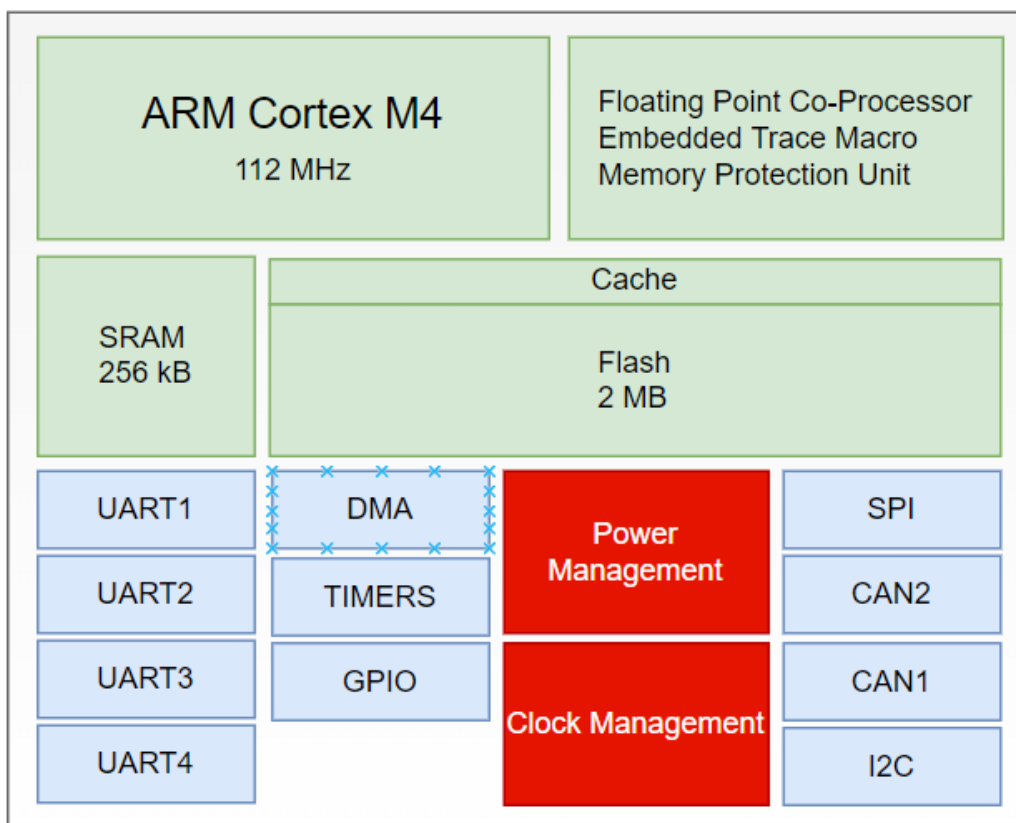 ARM Cortex M4
112 MHz
Floating Point Co-Processor
Embedded Trace Macro
Memory Protection Unit
SRAM
256 kB
Cache
Flash
2 MB
UART1
DMA
Power
Management
SPI
UART2
TIMERS
CAN2
UART3
GPIO
Clock Management
CAN1
UART4
I2C